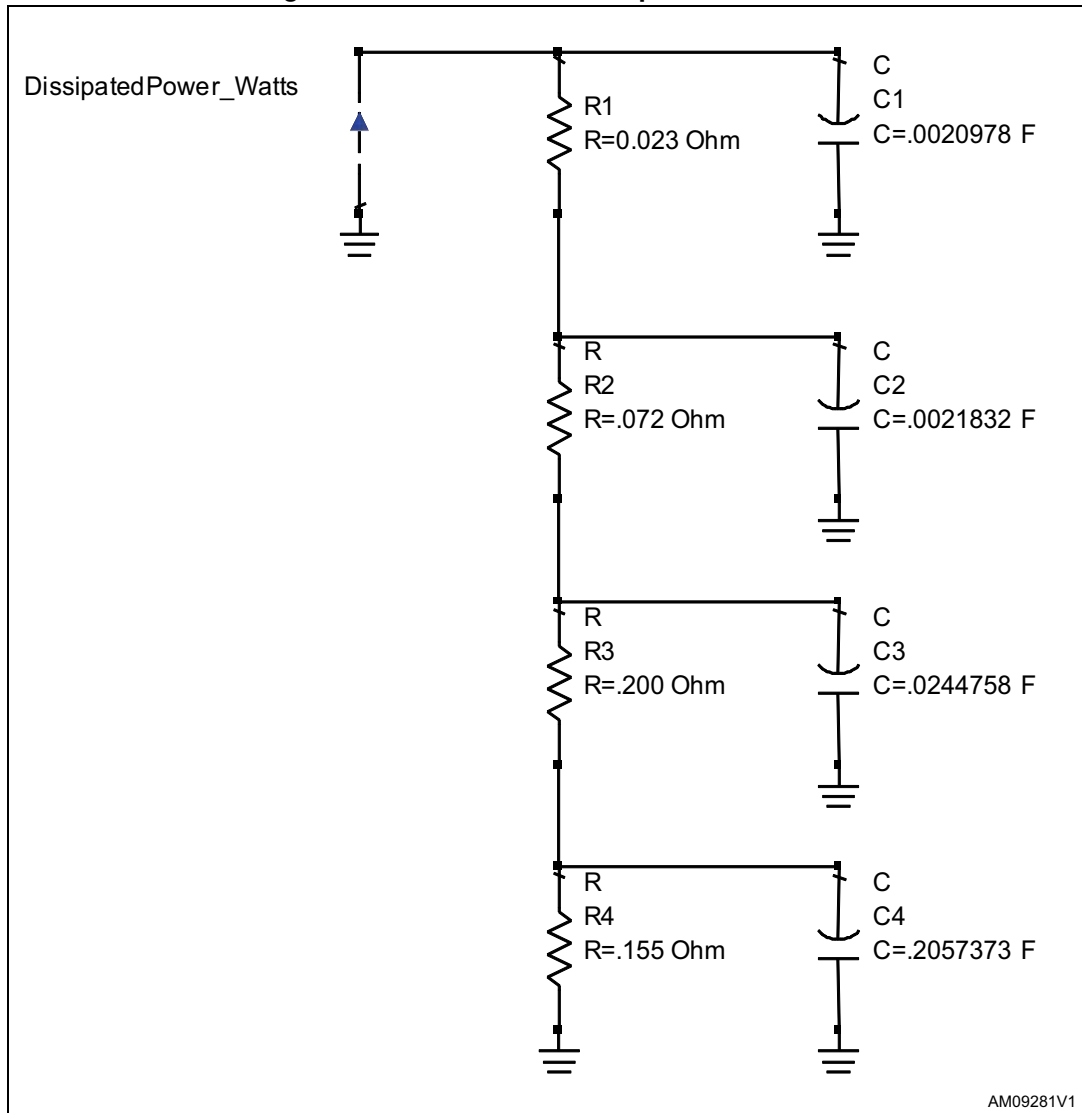 DissipatedPower_Watts
R1
R=0.023 Ohm
C
C1
C=.0020978 F
R
R2
R=.072 Ohm
C
C2
C=.0021832 F
R
R3
R=.200 Ohm
C
C3
C=.0244758 F
R
R4
R=.155 Ohm
C
C4
C=.2057373 F
AM09281V1